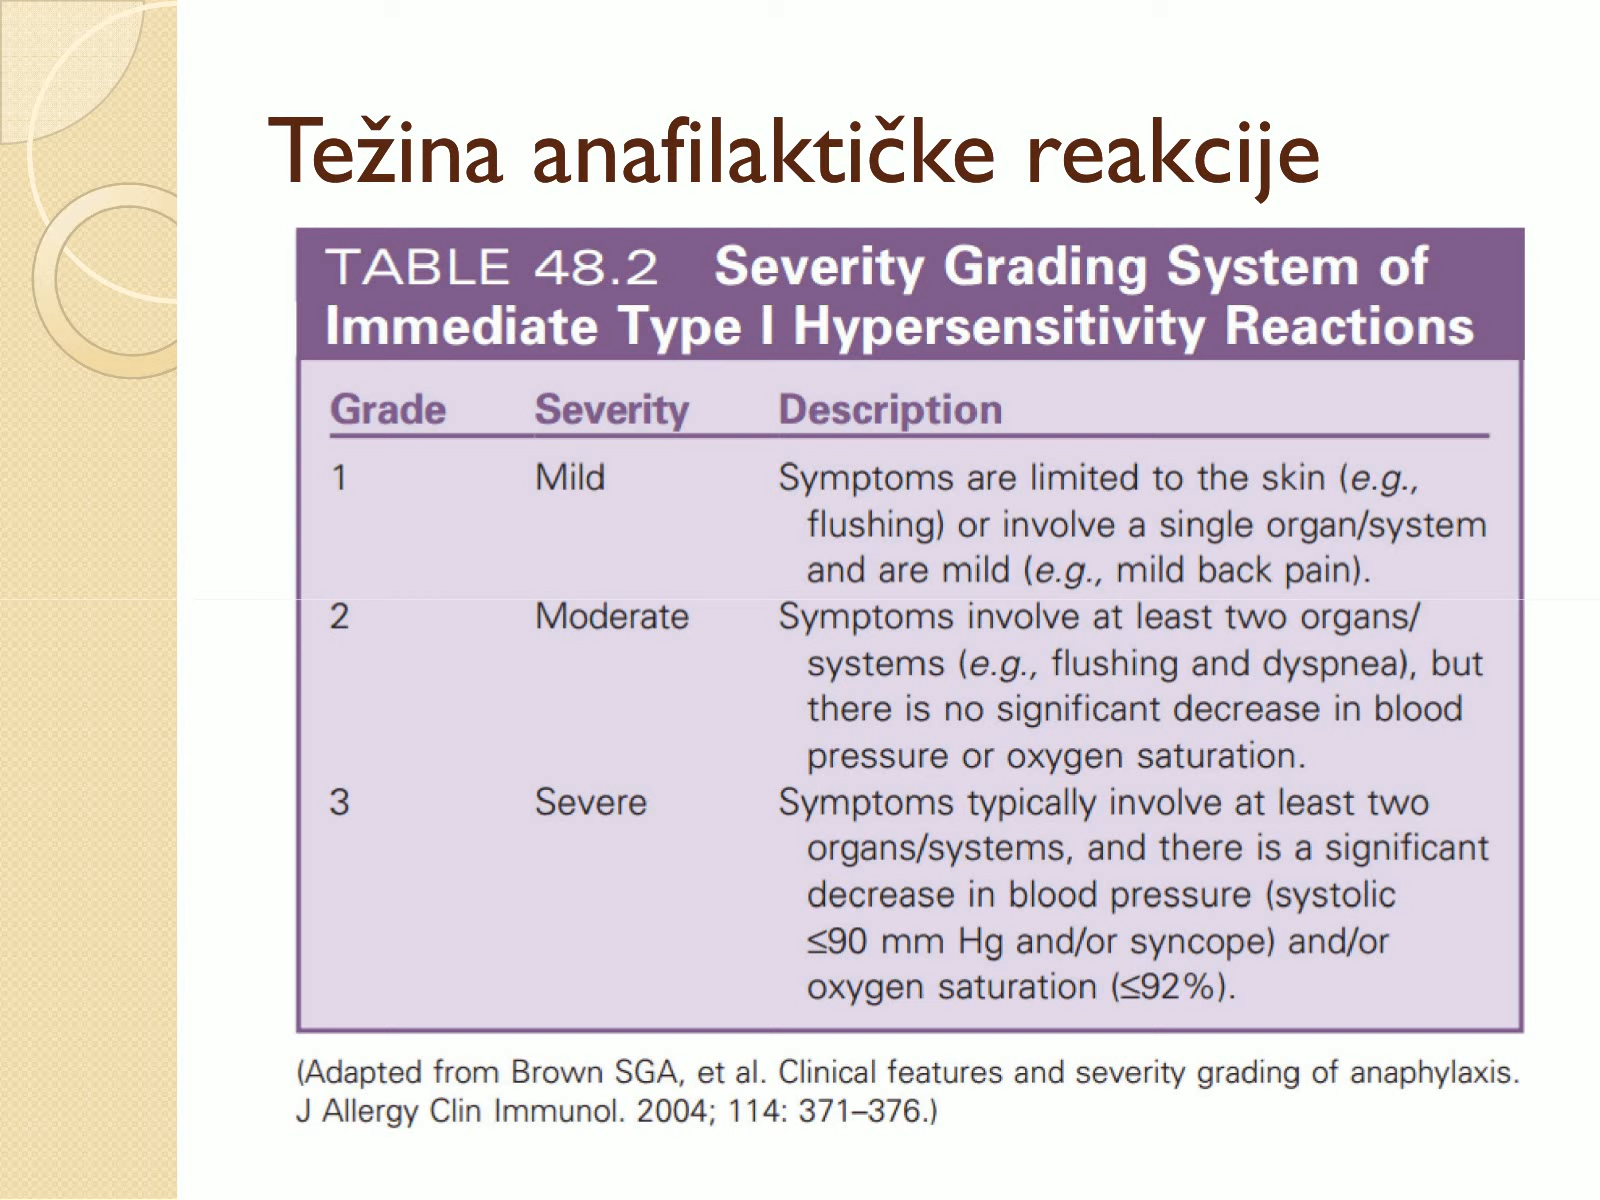 Težina anafilaktičke reakcije
TABLE 48.2 Severity Grading System of
Immediate Type I Hypersensitivity Reactions
Grade Severity Description
1 Mild Symptoms are limited to the skin (e.g.,
flushing) or involve a single organ/system
and are mild (e.g., mild back pain).
2 Moderate Symptoms involve at least two organs/
systems (e.g., flushing and dyspnea), but
there is no significant decrease in blood
pressure or oxygen saturation.
3 Severe Symptoms typically involve at least two
organs/systems, and there is a significant
decrease in blood pressure (systolic
≤90 mm Hg and/or syncope) and/or
oxygen saturation (≤92%).
(Adapted from Brown SGA, et al. Clinical features and severity grading of anaphylaxis.
J Allergy Clin Immunol. 2004; 114: 371–376.)